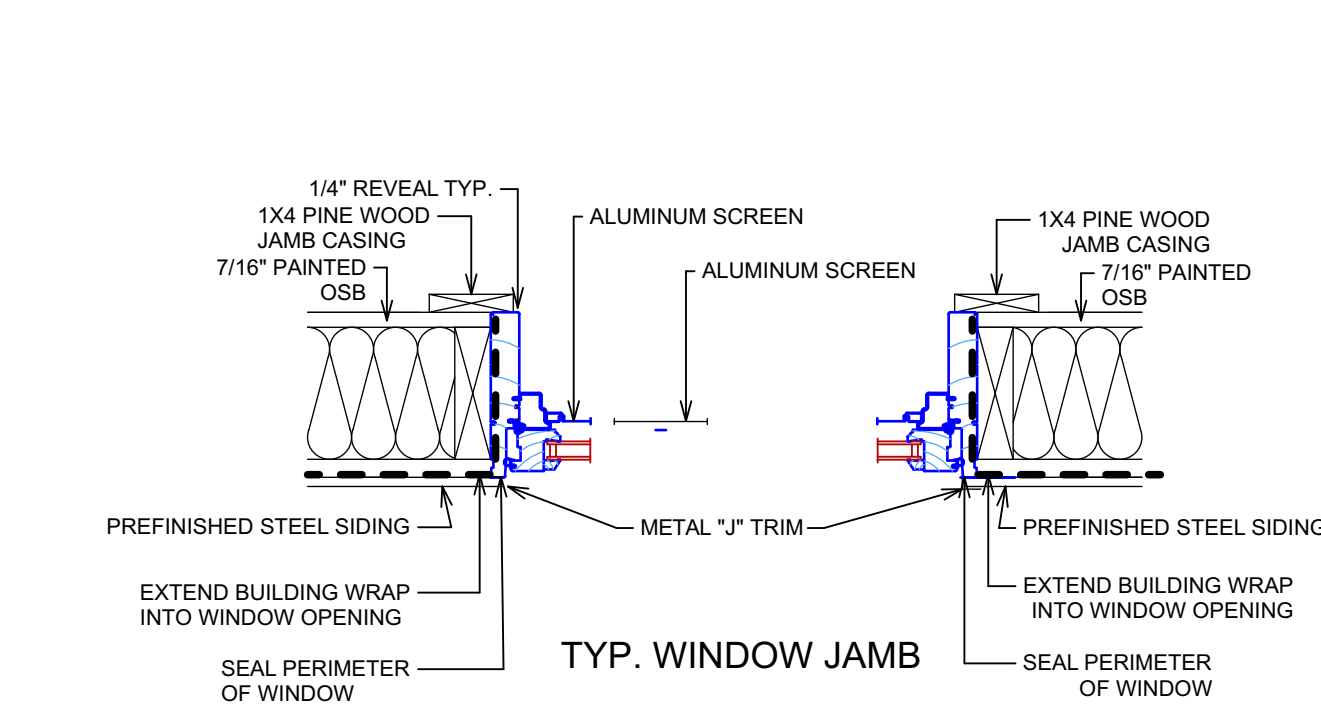 1/4" REVEAL TYP.
1X4 PINE WOOD
JAMB CASING
7/16" PAINTED
OSB
ALUMINUM SCREEN
ALUMINUM SCREEN
1X4 PINE WOOD
JAMB CASING
7/16" PAINTED
OSB
PREFINISHED STEEL SIDING
METAL "J" TRIM
PREFINISHED STEEL SIDING
EXTEND BUILDING WRAP
INTO WINDOW OPENING
EXTEND BUILDING WRAP
INTO WINDOW OPENING
SEAL PERIMETER
OF WINDOW
TYP. WINDOW JAMB
SEAL PERIMETER
OF WINDOW